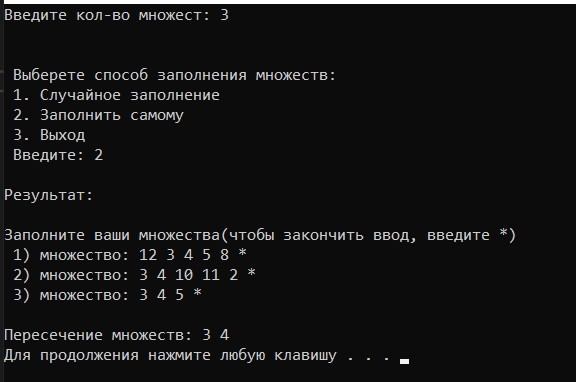 Введите кол-во множест: 3
Выберете способ заполнения множеств:
1. Случайное заполнение
2. Заполнить самому
3. Выход
Введите: 2
Результат:
Заполните ваши множества(чтобы закончить ввод, введите *)
1) множество: 12 3 4 5 8 *
2) множество: 3 4 10 11 2 *
3) множество: 3 4 5 *
Пересечение множеств: 3 4
Для продолжения нажмите любую клавишу . . .